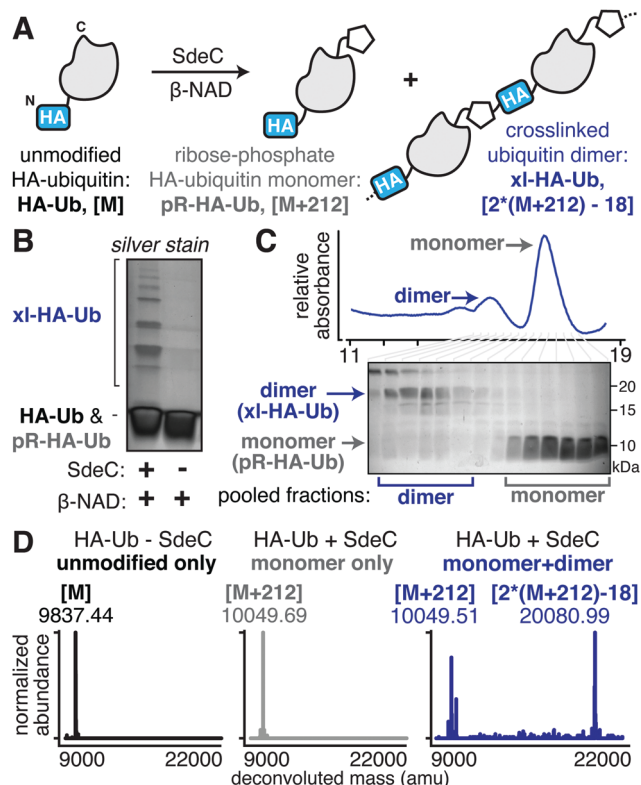 A
C
N
HA
SdeC
β-NAD
HA
+
HA
HA
unmodified
HA-ubiquitin:
HA-Ub, [M]
ribose-phosphate
HA-ubiquitin monomer:
pR-HA-Ub, [M+212]
crosslinked
ubiquitin dimer:
xl-HA-Ub,
[2*(M+212) - 18]
B
silver stain
xl-HA-Ub
HA-Ub &
pR-HA-Ub
-
SdeC: + -
β-NAD: + +
C
relative
absorbance
monomer
dimer
11 19
dimer
(xl-HA-Ub)
monomer
(pR-HA-Ub)
20
15
10
kDa
pooled fractions: dimer monomer
D
HA-Ub - SdeC
unmodified only
[M]
9837.44
HA-Ub + SdeC
monomer only
[M+212]
10049.69
HA-Ub + SdeC
monomer+dimer
[M+212] [2*(M+212)-18]
10049.51 20080.99
normalized
abundance
9000 22000 9000 22000 9000 22000
deconvoluted mass (amu)